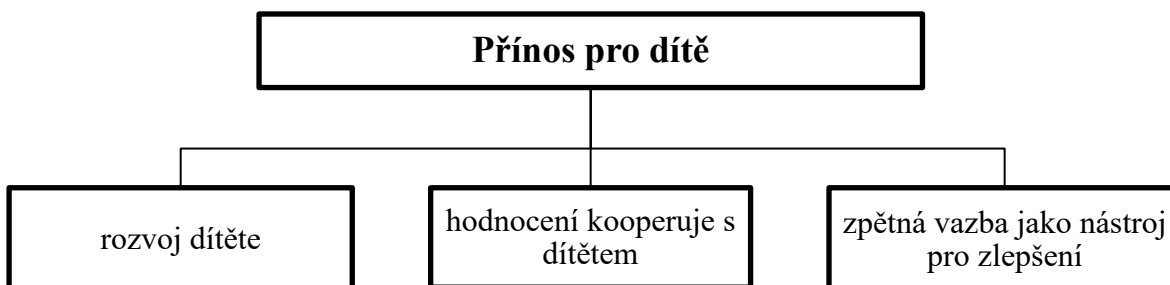 Přínos pro dítě
rozvoj dítěte
hodnocení kooperuje s
dítětem
zpětná vazba jako nástroj
pro zlepšení